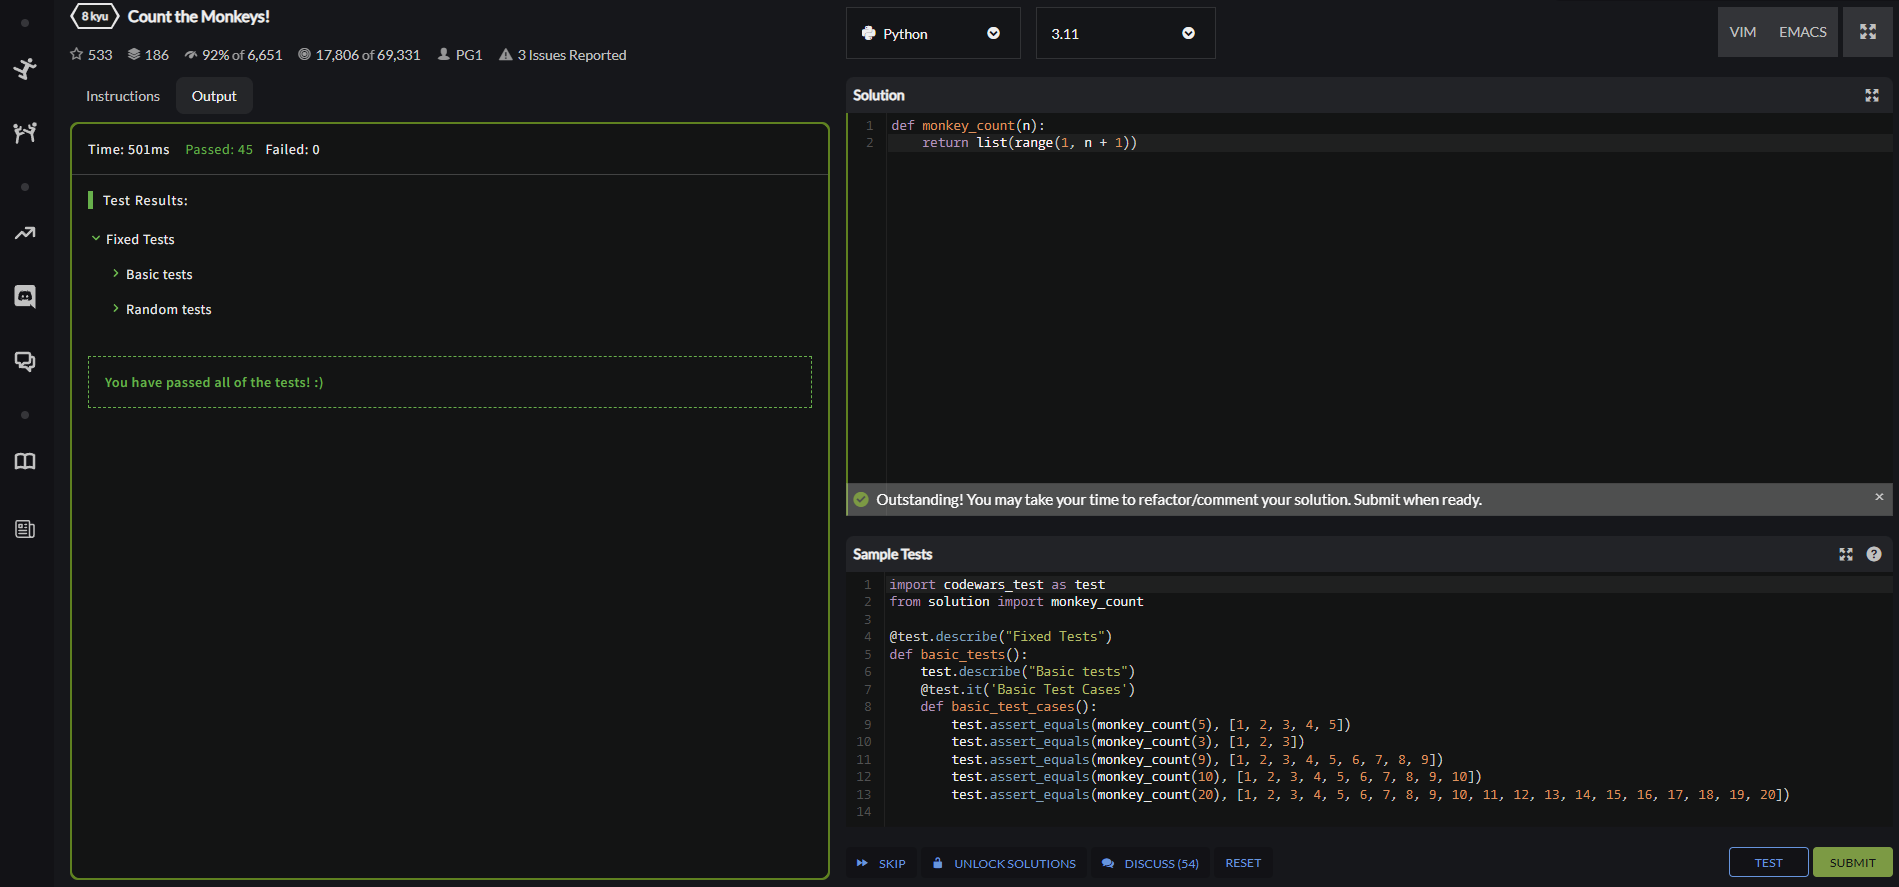 8 kyu Count the Monkeys!
533 186 92% of 6,651 17,806 of 69,331 PG1 3 Issues Reported
Instructions Output
Time: 501ms Passed: 45 Failed: 0
Test Results:
Fixed Tests
Basic tests
Random tests
You have passed all of the tests! :)
Python 3.11 VIM EMACS
Solution
1 def monkey_count(n):
2     return list(range(1, n + 1))
Outstanding! You may take your time to refactor/comment your solution. Submit when ready. ×
Sample Tests ?
1 import codewars_test as test
2 from solution import monkey_count
3
4 @test.describe("Fixed Tests")
5 def basic_tests():
6     test.describe("Basic tests")
7     @test.it('Basic Test Cases')
8     def basic_test_cases():
9         test.assert_equals(monkey_count(5), [1, 2, 3, 4, 5])
10         test.assert_equals(monkey_count(3), [1, 2, 3])
11         test.assert_equals(monkey_count(9), [1, 2, 3, 4, 5, 6, 7, 8, 9])
12         test.assert_equals(monkey_count(10), [1, 2, 3, 4, 5, 6, 7, 8, 9, 10])
13         test.assert_equals(monkey_count(20), [1, 2, 3, 4, 5, 6, 7, 8, 9, 10, 11, 12, 13, 14, 15, 16, 17, 18, 19, 20])
14
SKIP UNLOCK SOLUTIONS DISCUSS (54) RESET TEST SUBMIT